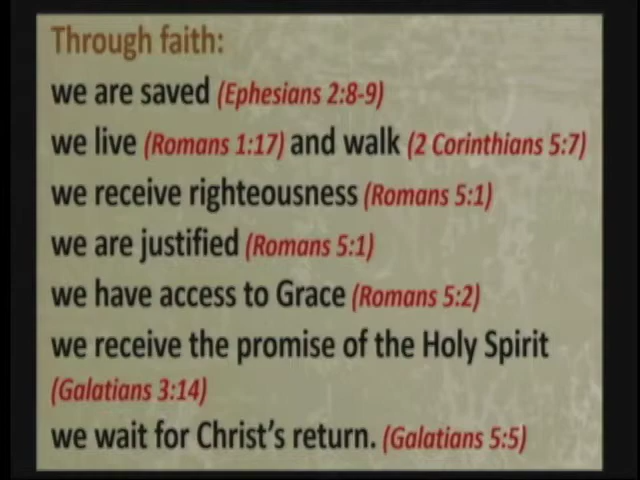 Through faith:
we are saved (Ephesians 2:8-9)
we live (Romans 1:17) and walk (2 Corinthians 5:7)
we receive righteousness (Romans 5:1)
we are justified (Romans 5:1)
we have access to Grace (Romans 5:2)
we receive the promise of the Holy Spirit
(Galatians 3:14)
we wait for Christ's return. (Galatians 5:5)